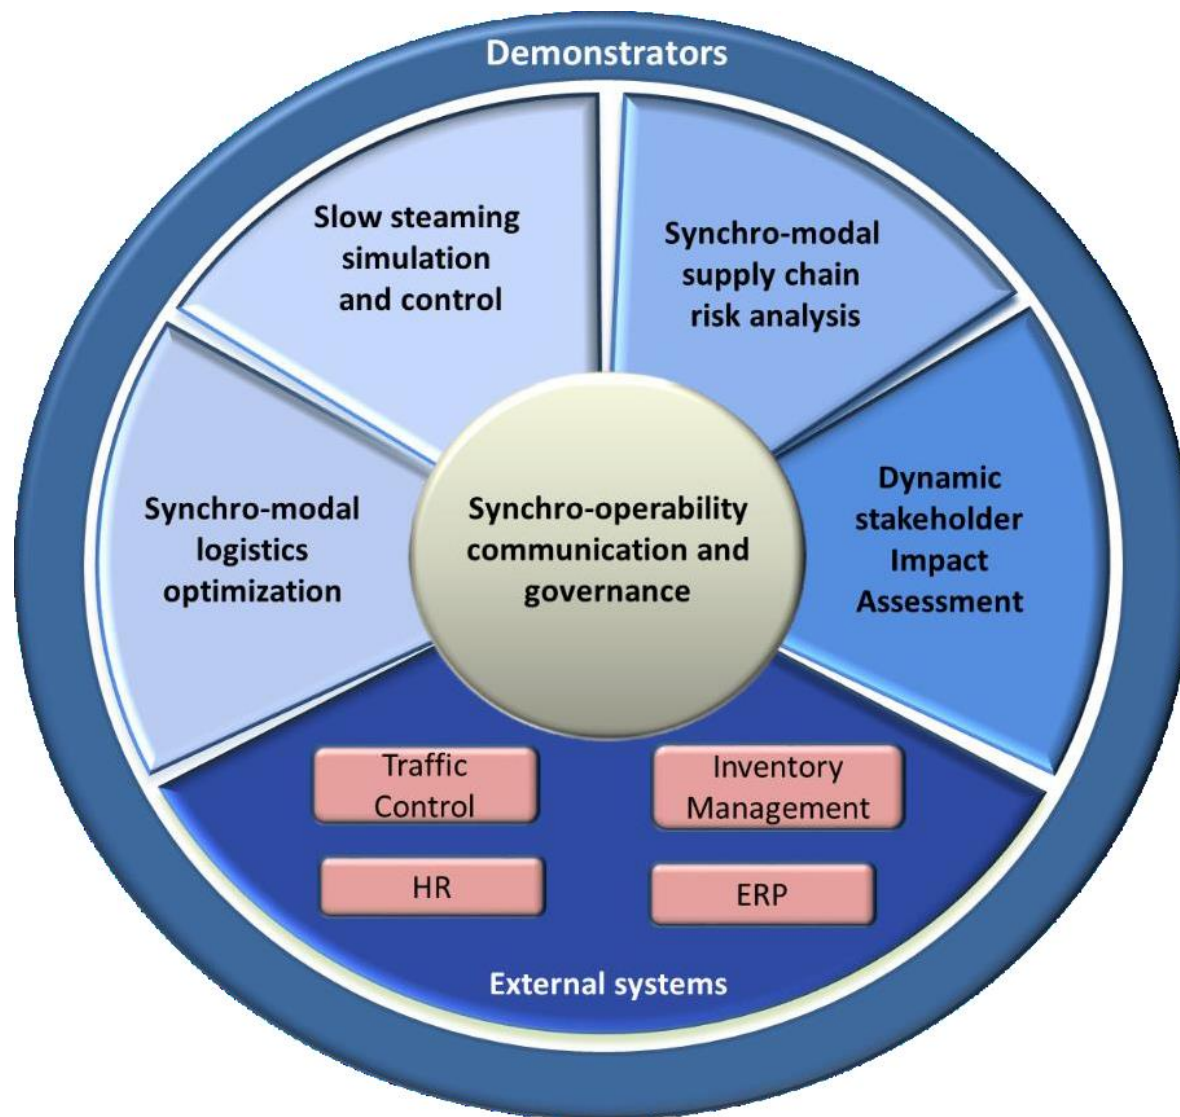 Demonstrators
Slow steaming
simulation
and control
Synchro-modal
supply chain
risk analysis
Synchro-modal
logistics
optimization
Synchro-operability
communication and
governance
Dynamic
stakeholder
Impact
Assessment
Traffic
Control
Inventory
Management
HR
ERP
External systems